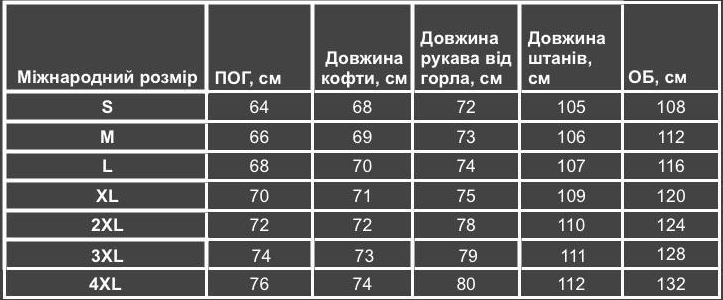 Міжнародний розмір ПОГ, см Довжина кофти, см Довжина рукава від горла, см Довжина штанів, см ОБ, см
S 64 68 72 105 108
M 66 69 73 106 112
L 68 70 74 107 116
XL 70 71 75 109 120
2XL 72 72 78 110 124
3XL 74 73 79 111 128
4XL 76 74 80 112 132